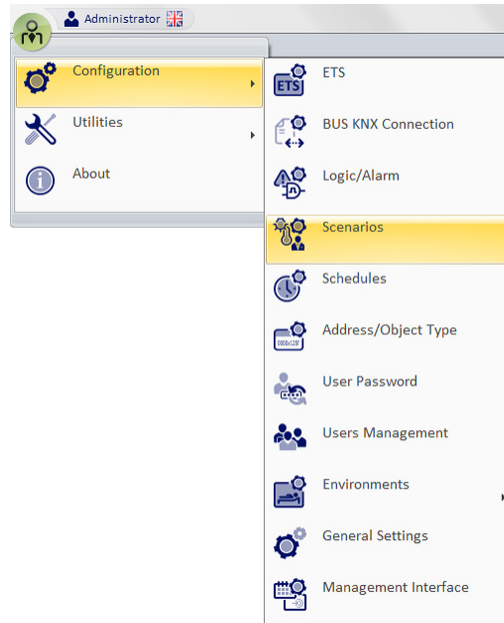 Administrator
Configuration
Utilities
About
ETS
ETS
BUS KNX Connection
Logic/Alarm
Scenarios
Schedules
Address/Object Type
User Password
Users Management
Environments
General Settings
Management Interface